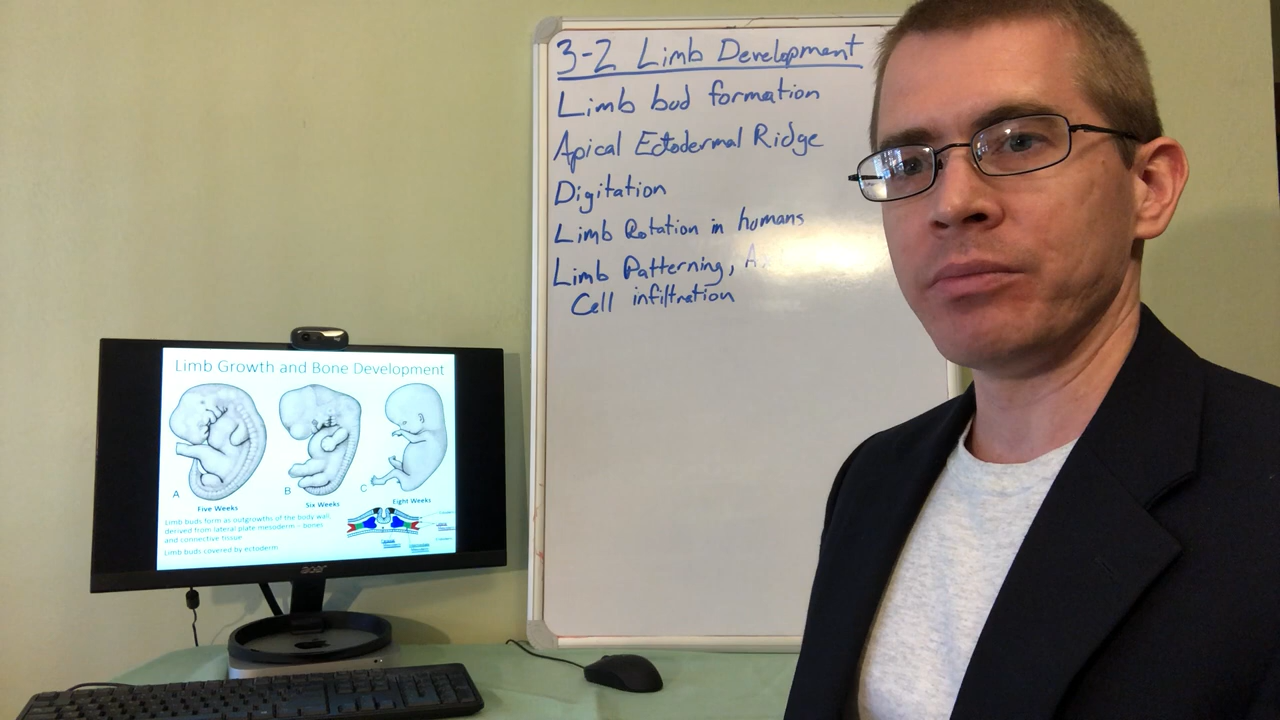 3-2 Limb Development
Limb bud formation
Apical Ectodermal Ridge
Digitation
Limb Rotation in humans
Limb Patterning,
Cell infiltration
Limb Growth and Bone Development
A
B
C
Five Weeks
Six Weeks
Eight Weeks
Limb buds form as outgrowths of the body wall,
derived from lateral plate mesoderm – bones
and connective tissue
Limb buds covered by ectoderm
acer